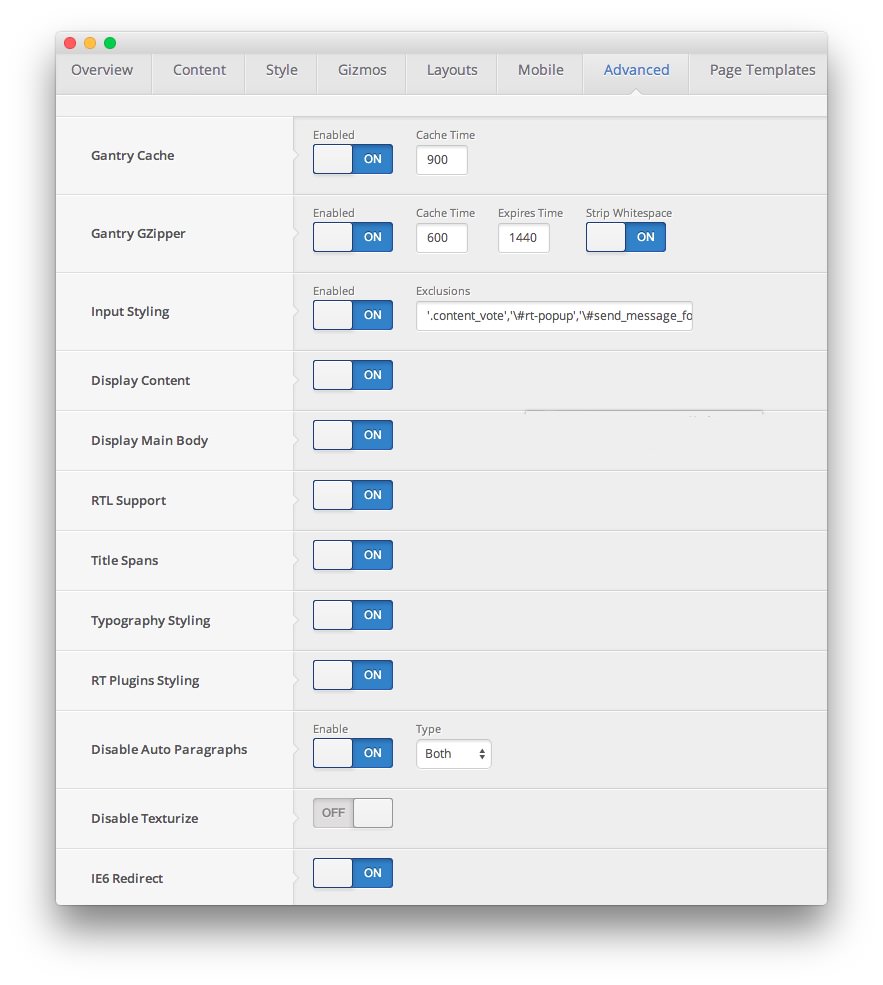 Overview Content Style Gizmos Layouts Mobile Advanced Page Templates
Enabled Cache Time
Gantry Cache ON 900
Enabled Cache Time Expires Time Strip Whitespace
Gantry GZipper ON 600 1440 ON
Enabled Exclusions
Input Styling ON '.content_vote','\#rt-popup','\#send_message_fo
Display Content ON
Display Main Body ON
RTL Support ON
Title Spans ON
Typography Styling ON
RT Plugins Styling ON
Enable Type
Disable Auto Paragraphs ON Both
Disable Texturize OFF
IE6 Redirect ON